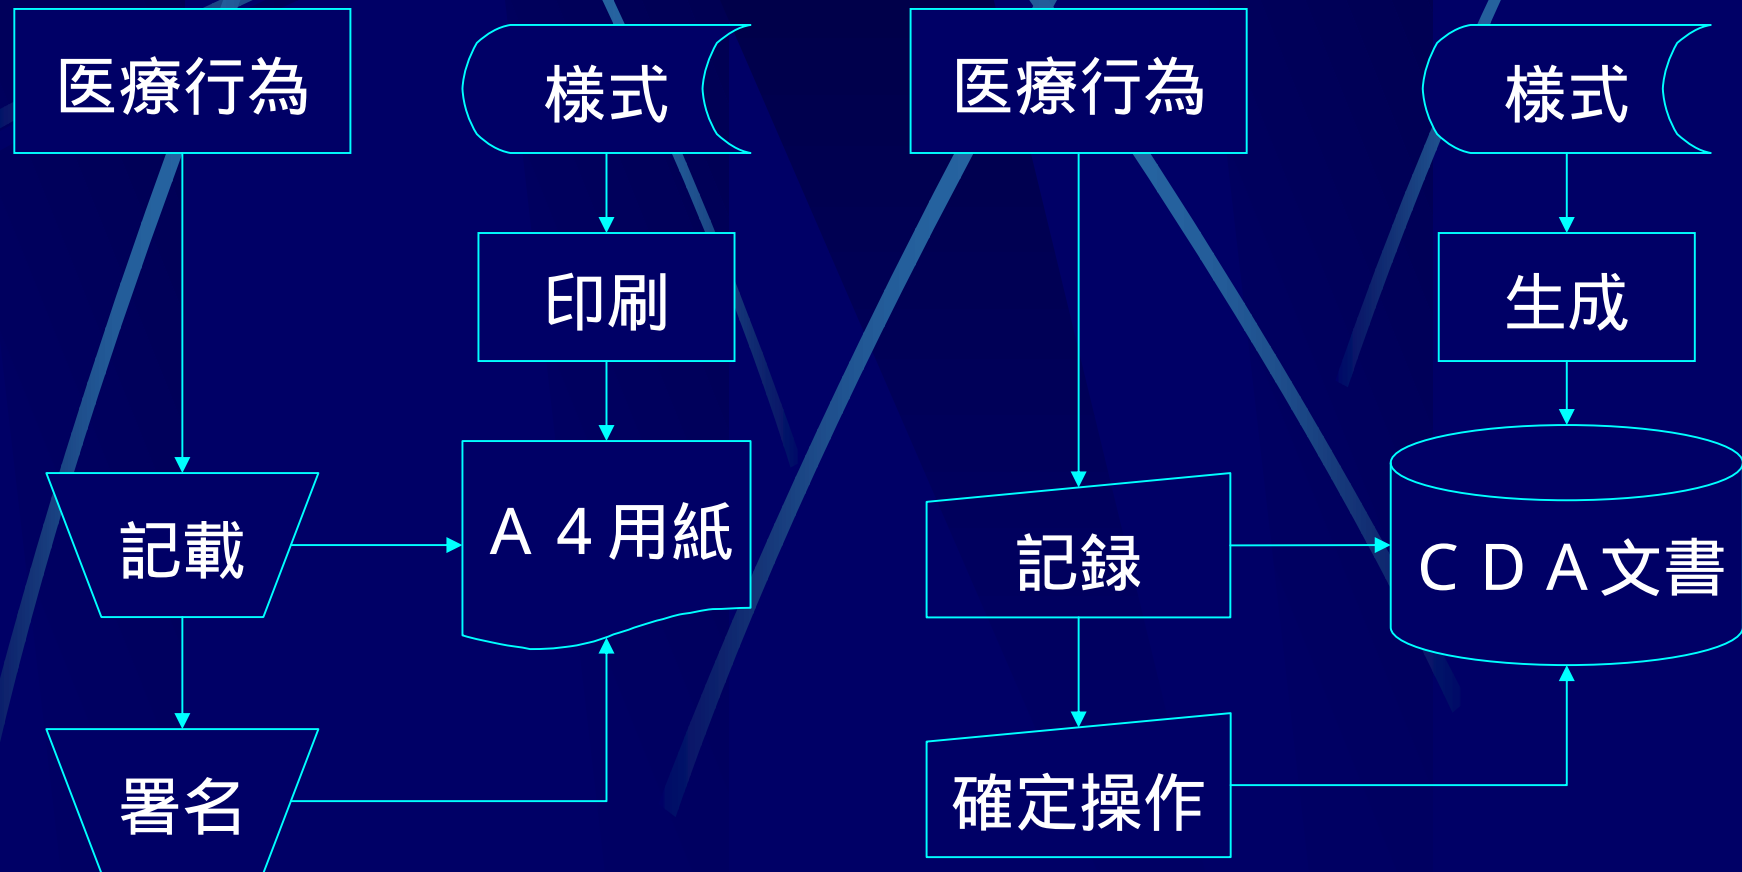 医療行為
様式
印刷
A 4用紙
記載
署名
医療行為
様式
生成
CDA文書
記録
確定操作